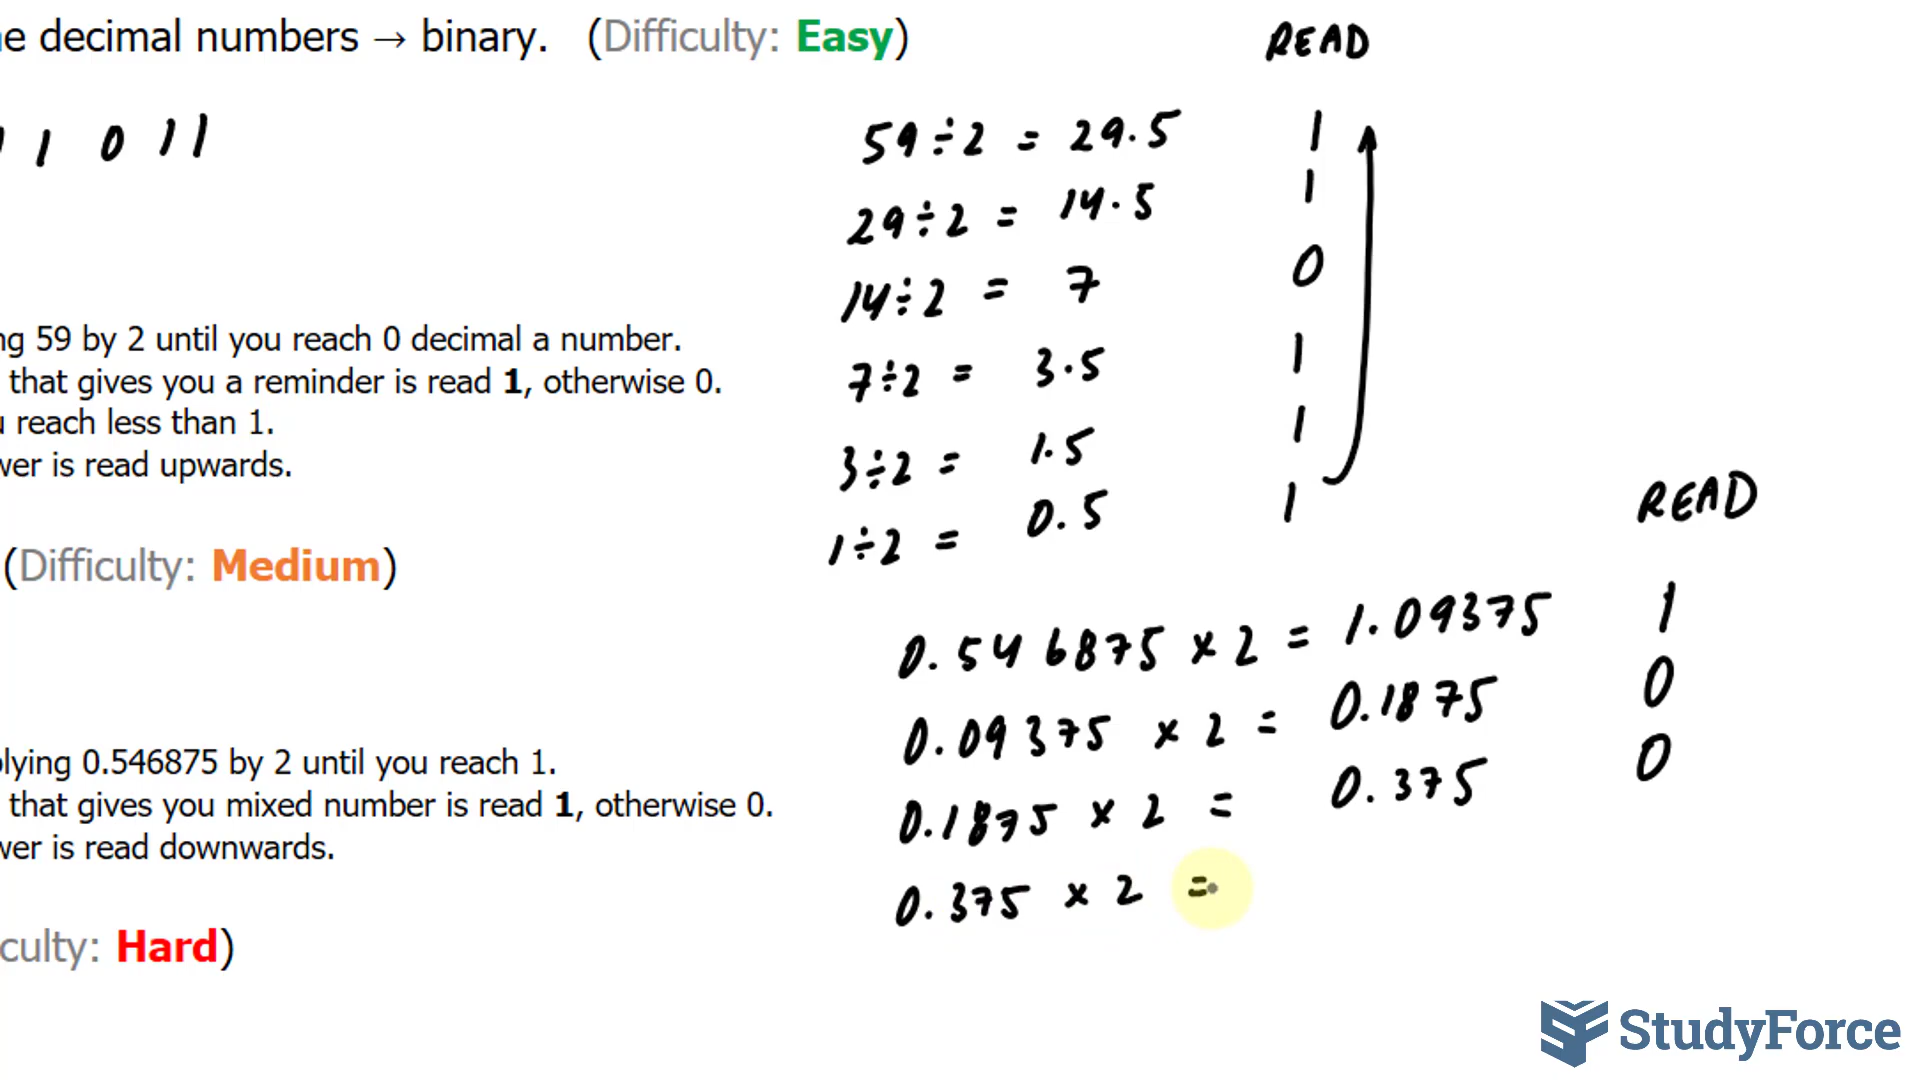 e decimal numbers → binary. (Difficulty: Easy)
READ
1 0 1 1
59÷2 = 29.5 1
29÷2 = 14.5 1
14÷2 = 7 0
7÷2 = 3.5 1
3÷2 = 1.5 1
1÷2 = 0.5 1
ng 59 by 2 until you reach 0 decimal a number.
that gives you a reminder is read 1, otherwise 0.
u reach less than 1.
wer is read upwards.
(Difficulty: Medium)
READ
0.546875 × 2 = 1.09375 1
0.09375 × 2 = 0.1875 0
0.1875 × 2 = 0.375 0
0.375 × 2 =
lying 0.546875 by 2 until you reach 1.
that gives you mixed number is read 1, otherwise 0.
wer is read downwards.
culty: Hard)
StudyForce